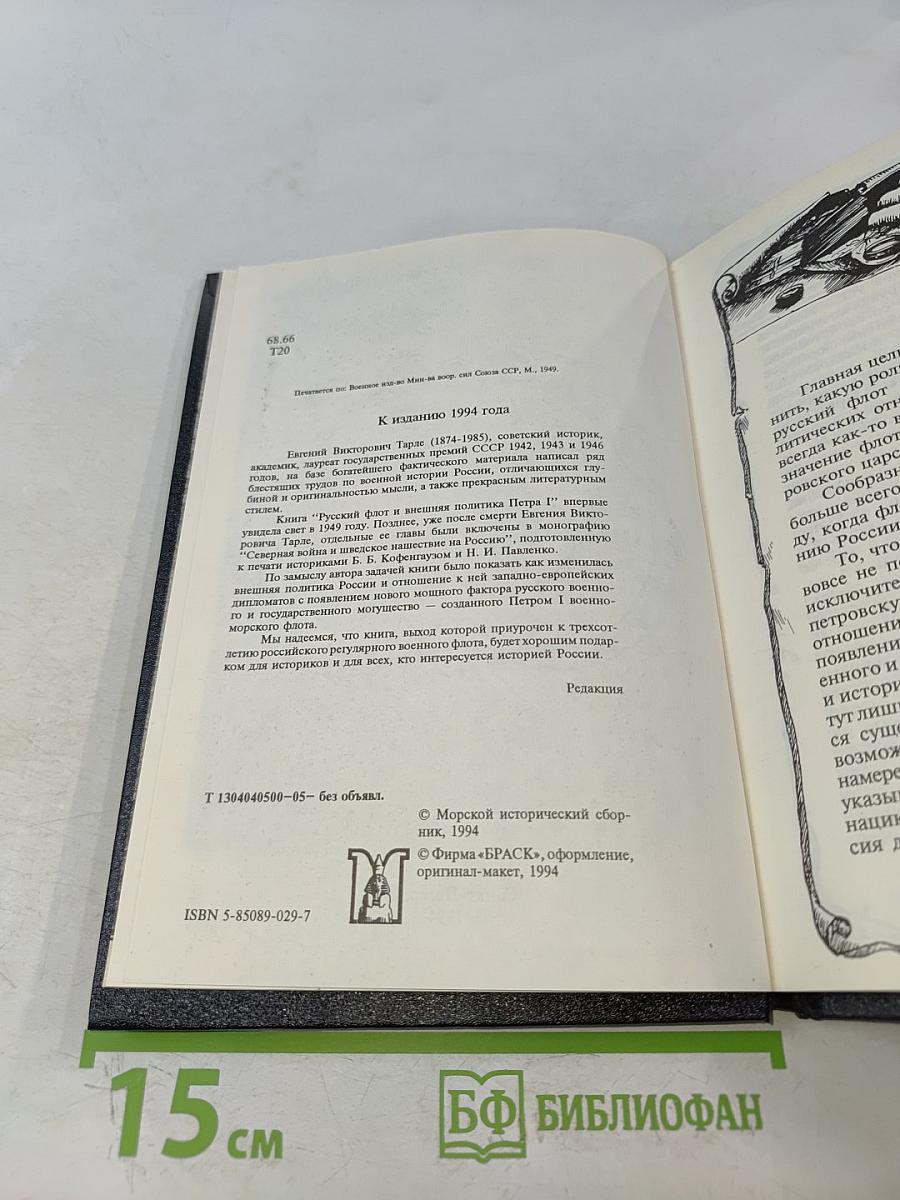 68.66
Т20
Печатается по: Военное изд-во Мин-ва воор. сил Союза ССР, М., 1949.
К изданию 1994 года
Евгений Викторович Тарле (1874-1985), советский историк,
академик, лауреат государственных премий СССР 1942, 1943 и 1946
годов, на базе богатейшего фактического материала написал ряд
блестящих трудов по военной истории России, отличающихся глу-
биной и оригинальностью мысли, а также прекрасным литературным
стилем.
Книга "Русский флот и внешняя политика Петра I" впервые
увидела свет в 1949 году. Позднее, уже после смерти Евгения Викто-
ровича Тарле, отдельные ее главы были включены в монографию
"Северная война и шведское нашествие на Россию", подготовленную
к печати историками Б. Б. Кофенгаузом и Н. И. Павленко.
По замыслу автора задачей книги было показать как изменилась
внешняя политика России и отношение к ней западно-европейских
дипломатов с появлением нового мощного фактора русского военно-
го и государственного могущество — созданного Петром I военно-
морского флота.
Мы надеемся, что книга, выход которой приурочен к трехсот-
летию российского регулярного военного флота, будет хорошим подар-
ком для историков и для всех, кто интересуется историей России.
Редакция
Т 1304040500—05— без объявл.
© Морской исторический сбор-
ник, 1994
© Фирма «БРАСК», оформление,
оригинал-макет, 1994
ISBN 5-85089-029-7
Главная цель
нить, какую рол
русский флот
литических отн
всегда как-то в
значение флот
ровского царс
Сообразн
больше всего
ду, когда фл
нию России
То, что
вовсе не по
исключите
петровску
отношени
появлени
енного и
и истори
тут лиш
ся суще
возмож
намере
указы
нацию
сия д
15 см
БФ БИБЛИОФАН